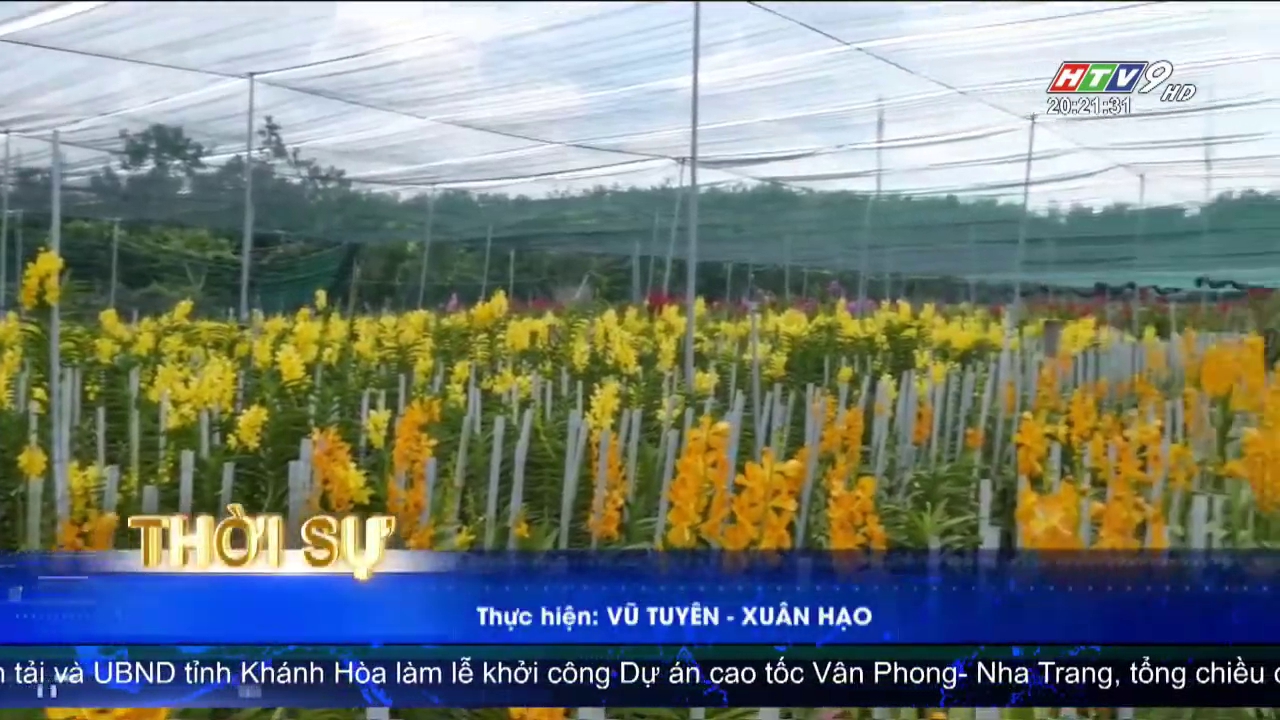 HTV9 HD
20:21:31
THỜI SỰ
Thực hiện: VŨ TUYÊN - XUÂN HẠO
tải và UBND tỉnh Khánh Hòa làm lễ khởi công Dự án cao tốc Vân Phong- Nha Trang, tổng chiều